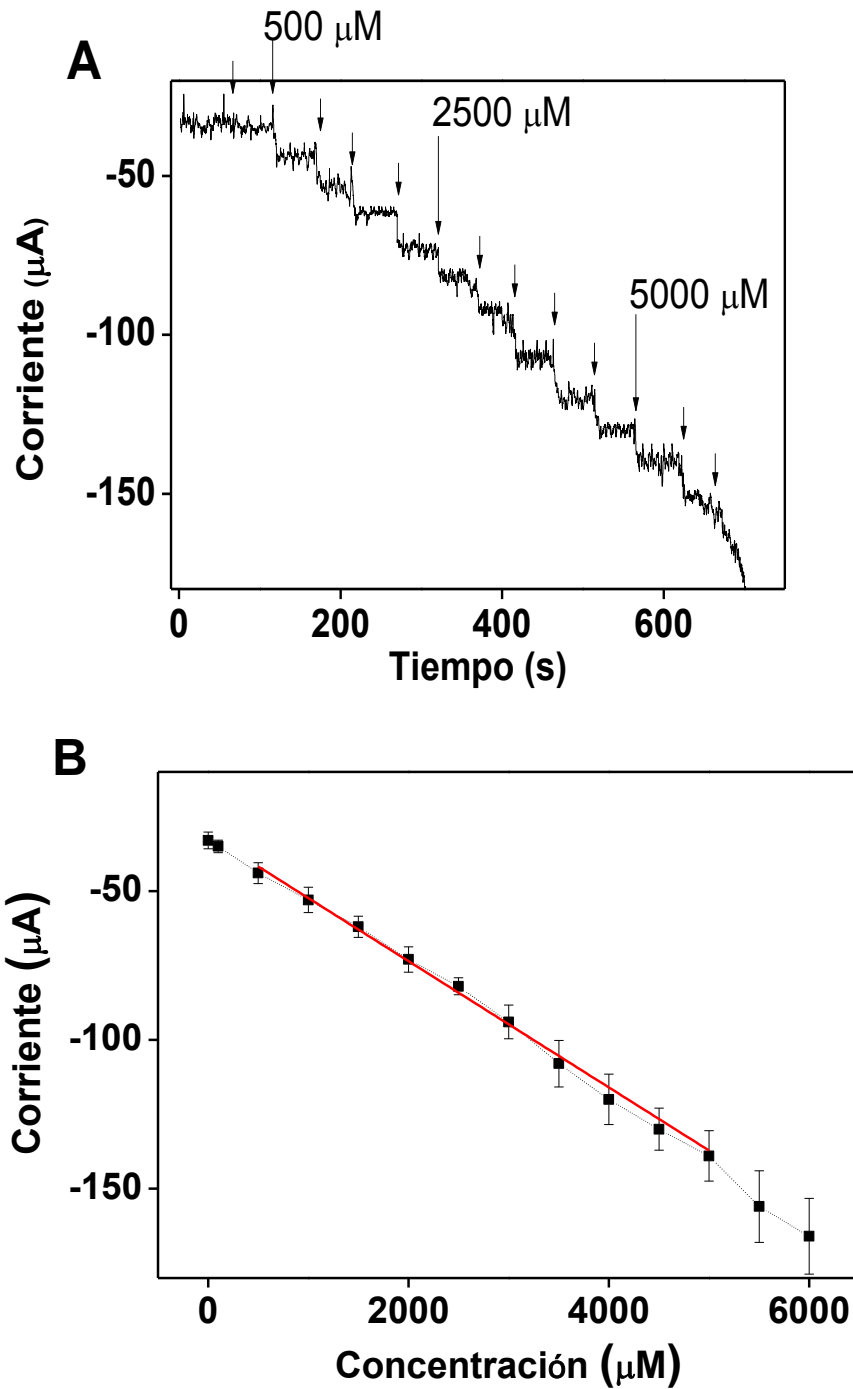 A
500 μM
2500 μM
5000 μM
-50
-100
-150
Corriente (μA)
0 200 400 600
Tiempo (s)
B
-50
-100
-150
Corriente (μA)
0 2000 4000 6000
Concentración (μM)